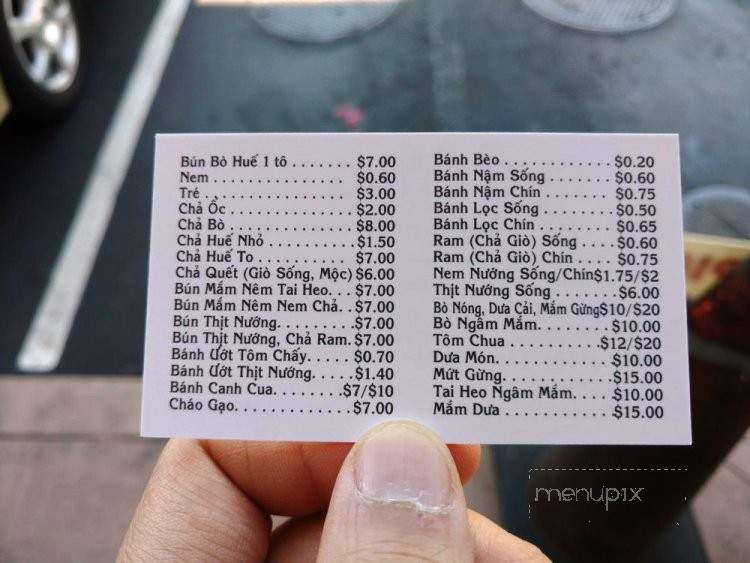 Bún Bò Huế 1 tô . . . . . . . $7.00
Nem . . . . . . . . . . . . . . . $0.60
Tré . . . . . . . . . . . . . . . . $3.00
Chả Ốc . . . . . . . . . . . . . $2.00
Chả Bò . . . . . . . . . . . . . $8.00
Chả Huế Nhỏ . . . . . . . . . $1.50
Chả Huế To . . . . . . . . . . $7.00
Chả Quết (Giò Sống, Mộc) $6.00
Bún Mắm Nêm Tai Heo. . . $7.00
Bún Mắm Nêm Nem Chả. . $7.00
Bún Thịt Nướng. . . . . . . . . $7.00
Bún Thịt Nướng, Chả Ram. $7.00
Bánh Ướt Tôm Chấy. . . . . $0.70
Bánh Ướt Thịt Nướng. . . . . $1.40
Bánh Canh Cua. . . . . . . . $7/$10
Cháo Gạo. . . . . . . . . . . . . $7.00
Bánh Bèo . . . . . . . . . . . . $0.20
Bánh Nậm Sống . . . . . . . $0.60
Bánh Nậm Chín . . . . . . . $0.75
Bánh Lọc Sống . . . . . . . . $0.50
Bánh Lọc Chín . . . . . . . . $0.65
Ram (Chả Giò) Sống . . . . $0.60
Ram (Chả Giò) Chín . . . . $0.75
Nem Nướng Sống/Chín$1.75/$2
Thịt Nướng Sống . . . . . . . $6.00
Bò Nóng, Dưa Cải, Mắm Gừng$10/$20
Bò Ngâm Mắm. . . . . . . . . $10.00
Tôm Chua . . . . . . . . . . .$12/$20
Dưa Món. . . . . . . . . . . . . $10.00
Mứt Gừng. . . . . . . . . . . . $15.00
Tai Heo Ngâm Mắm. . . . $10.00
Mắm Dưa . . . . . . . . . . . . $15.00
menupix